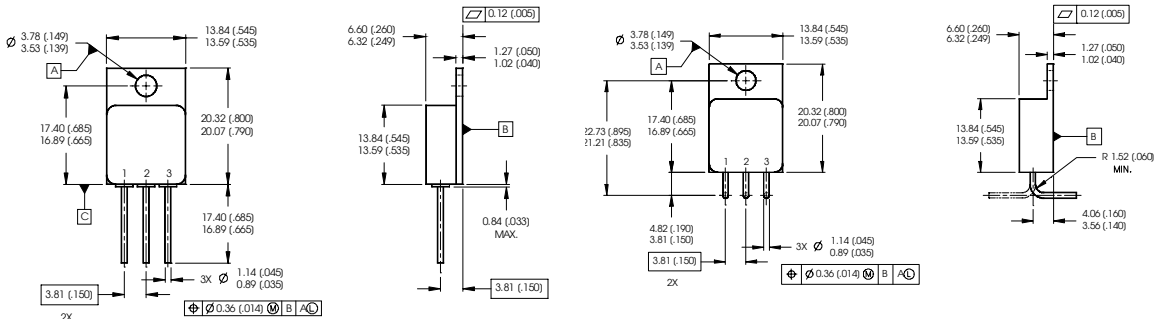 Ø 3.78 (.149)
3.53 (.139)
A
13.84 (.545)
13.59 (.535)
17.40 (.685)
16.89 (.665)
20.32 (.800)
20.07 (.790)
1 2 3
C
17.40 (.685)
16.89 (.665)
3X Ø 1.14 (.045)
0.89 (.035)
3.81 (.150)
2X
Ø 0.36 (.014) Ⓜ B A Ⓛ
0.12 (.005)
6.60 (.260)
6.32 (.249)
1.27 (.050)
1.02 (.040)
13.84 (.545)
13.59 (.535)
B
0.84 (.033)
MAX.
3.81 (.150)
Ø 3.78 (.149)
3.53 (.139)
A
13.84 (.545)
13.59 (.535)
17.40 (.685)
16.89 (.665)
20.32 (.800)
20.07 (.790)
22.73 (.895)
21.21 (.835)
1 2 3
4.82 (.190)
3.81 (.150)
3X Ø 1.14 (.045)
0.89 (.035)
3.81 (.150)
2X
Ø 0.36 (.014) Ⓜ B A Ⓛ
0.12 (.005)
6.60 (.260)
6.32 (.249)
1.27 (.050)
1.02 (.040)
13.84 (.545)
13.59 (.535)
B
R 1.52 (.060)
MIN.
4.06 (.160)
3.56 (.140)